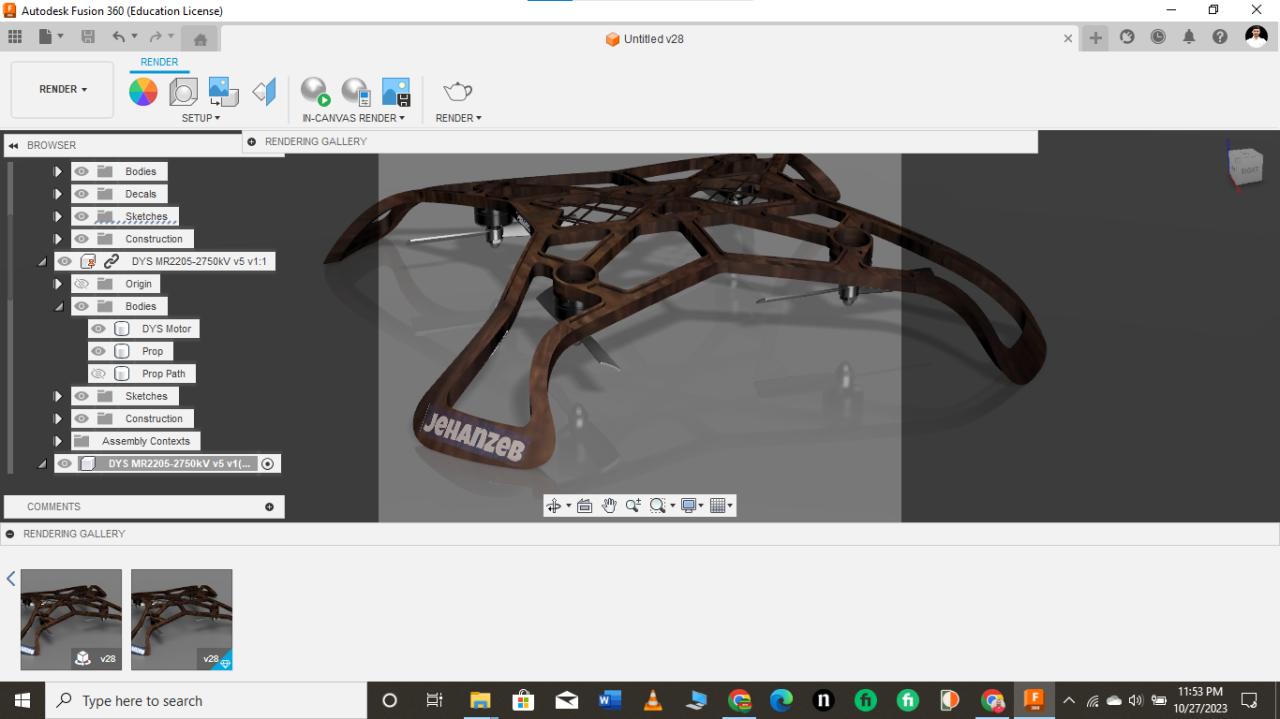 Autodesk Fusion 360 (Education License)
Untitled v28
RENDER
RENDER
SETUP
IN-CANVAS RENDER
RENDER
BROWSER
RENDERING GALLERY
Bodies
Decals
Sketches
Construction
DYS MR2205-2750kV v5 v1:1
Origin
Bodies
DYS Motor
Prop
Prop Path
Sketches
Construction
Assembly Contexts
DYS MR2205-2750kV v5 v1(...
RIGHT
JeHANZeB
COMMENTS
RENDERING GALLERY
v28
v28
Type here to search
11:53 PM
10/27/2023